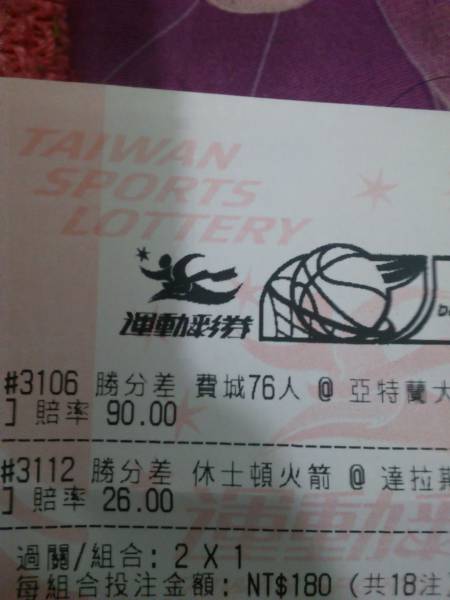 TAIWAN
SPORTS
LOTTERY
運動彩券
#3106 勝分差 費城76人 @ 亞特蘭大
] 賠率 90.00
#3112 勝分差 休士頓火箭 @ 達拉斯
] 賠率 26.00
過關/組合: 2 X 1
每組合投注金額: NT$180 (共18注